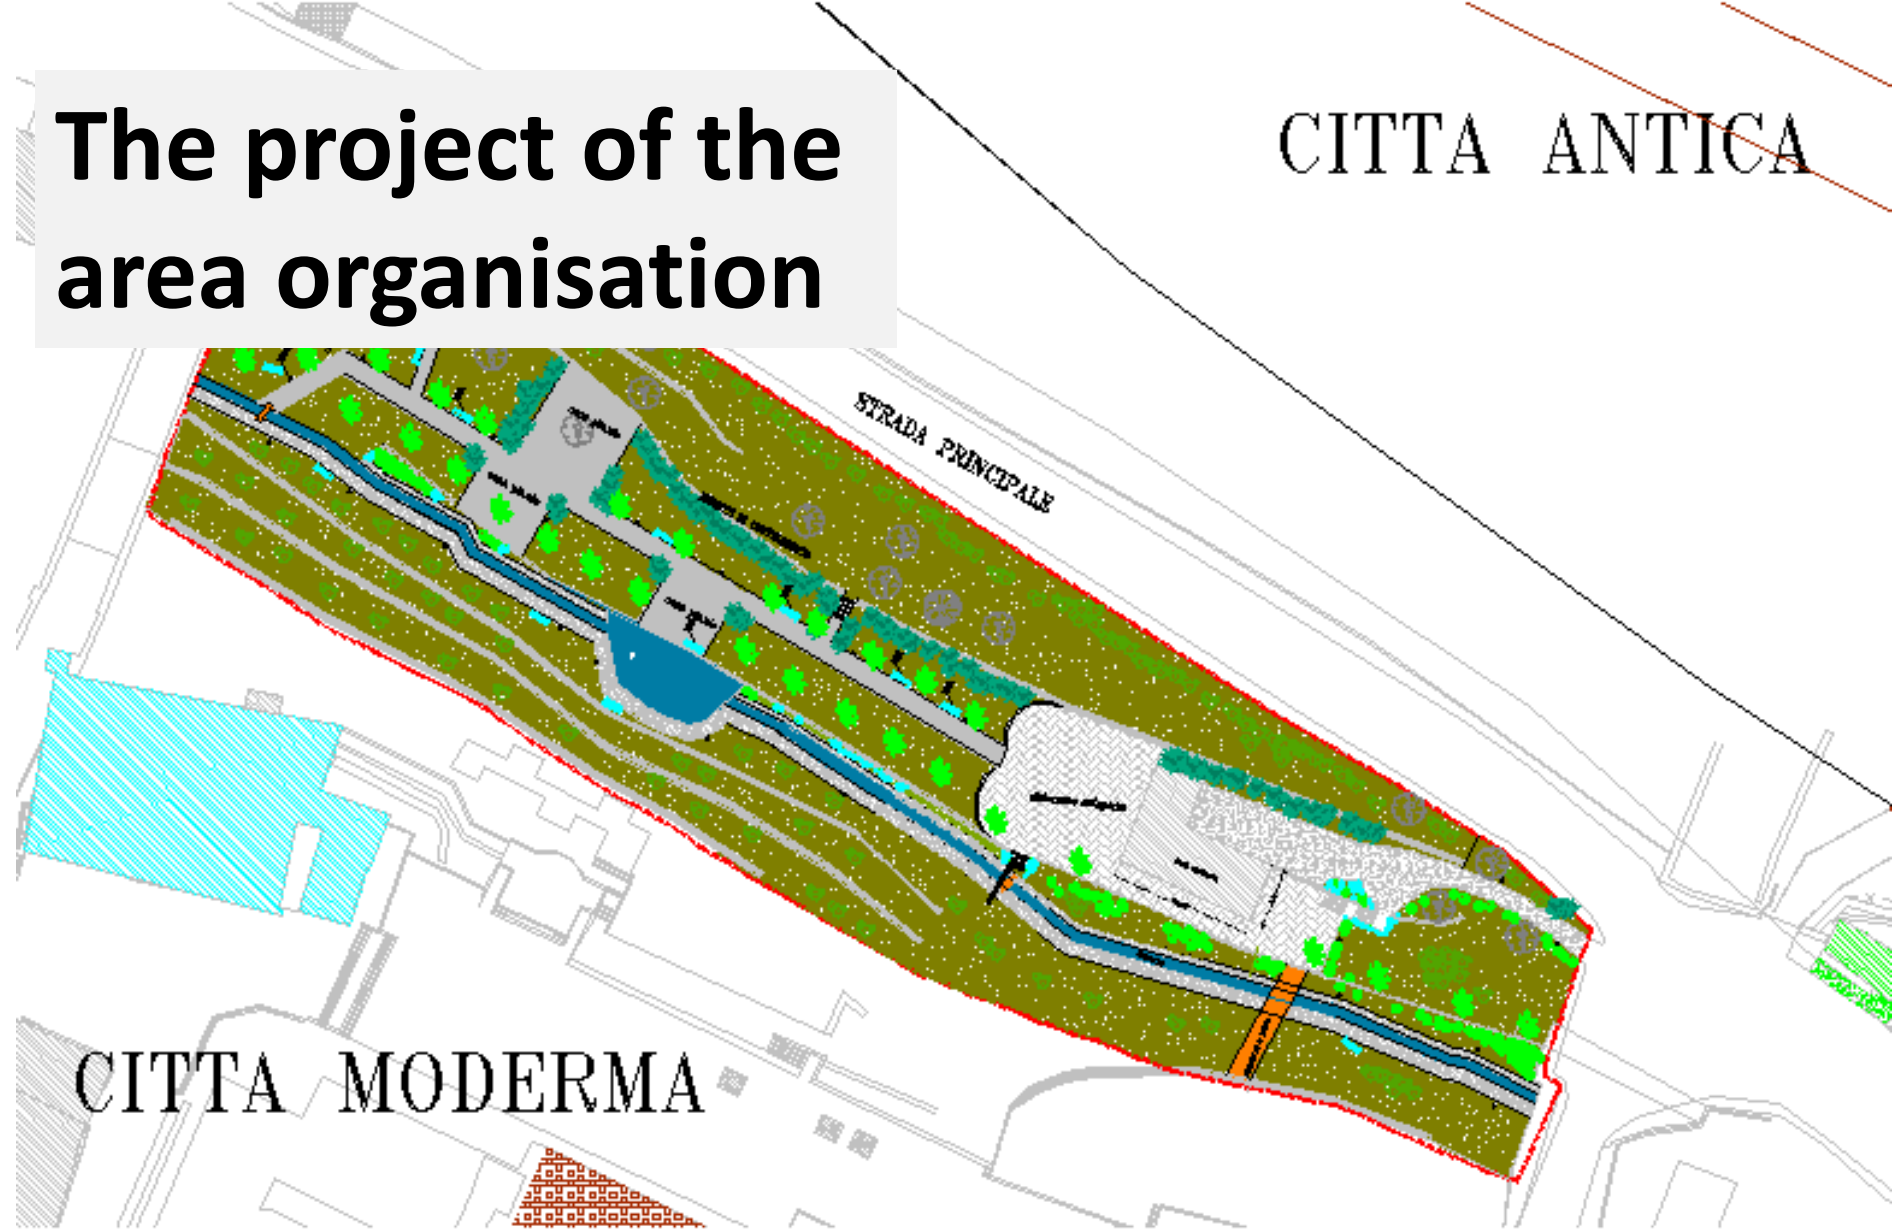 The project of the
area organisation
CITTA ANTICA
STRADA PRINCIPALE
CITTA MODERMA